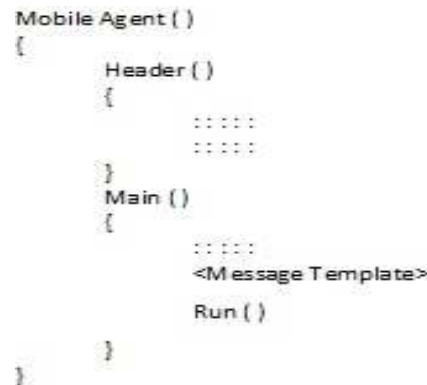 Mobile Agent ( )
{
Header ( )
{
: : : : :
: : : : :
}
Main ( )
{
: : : : :
<Message Template>
Run ( )
}
}